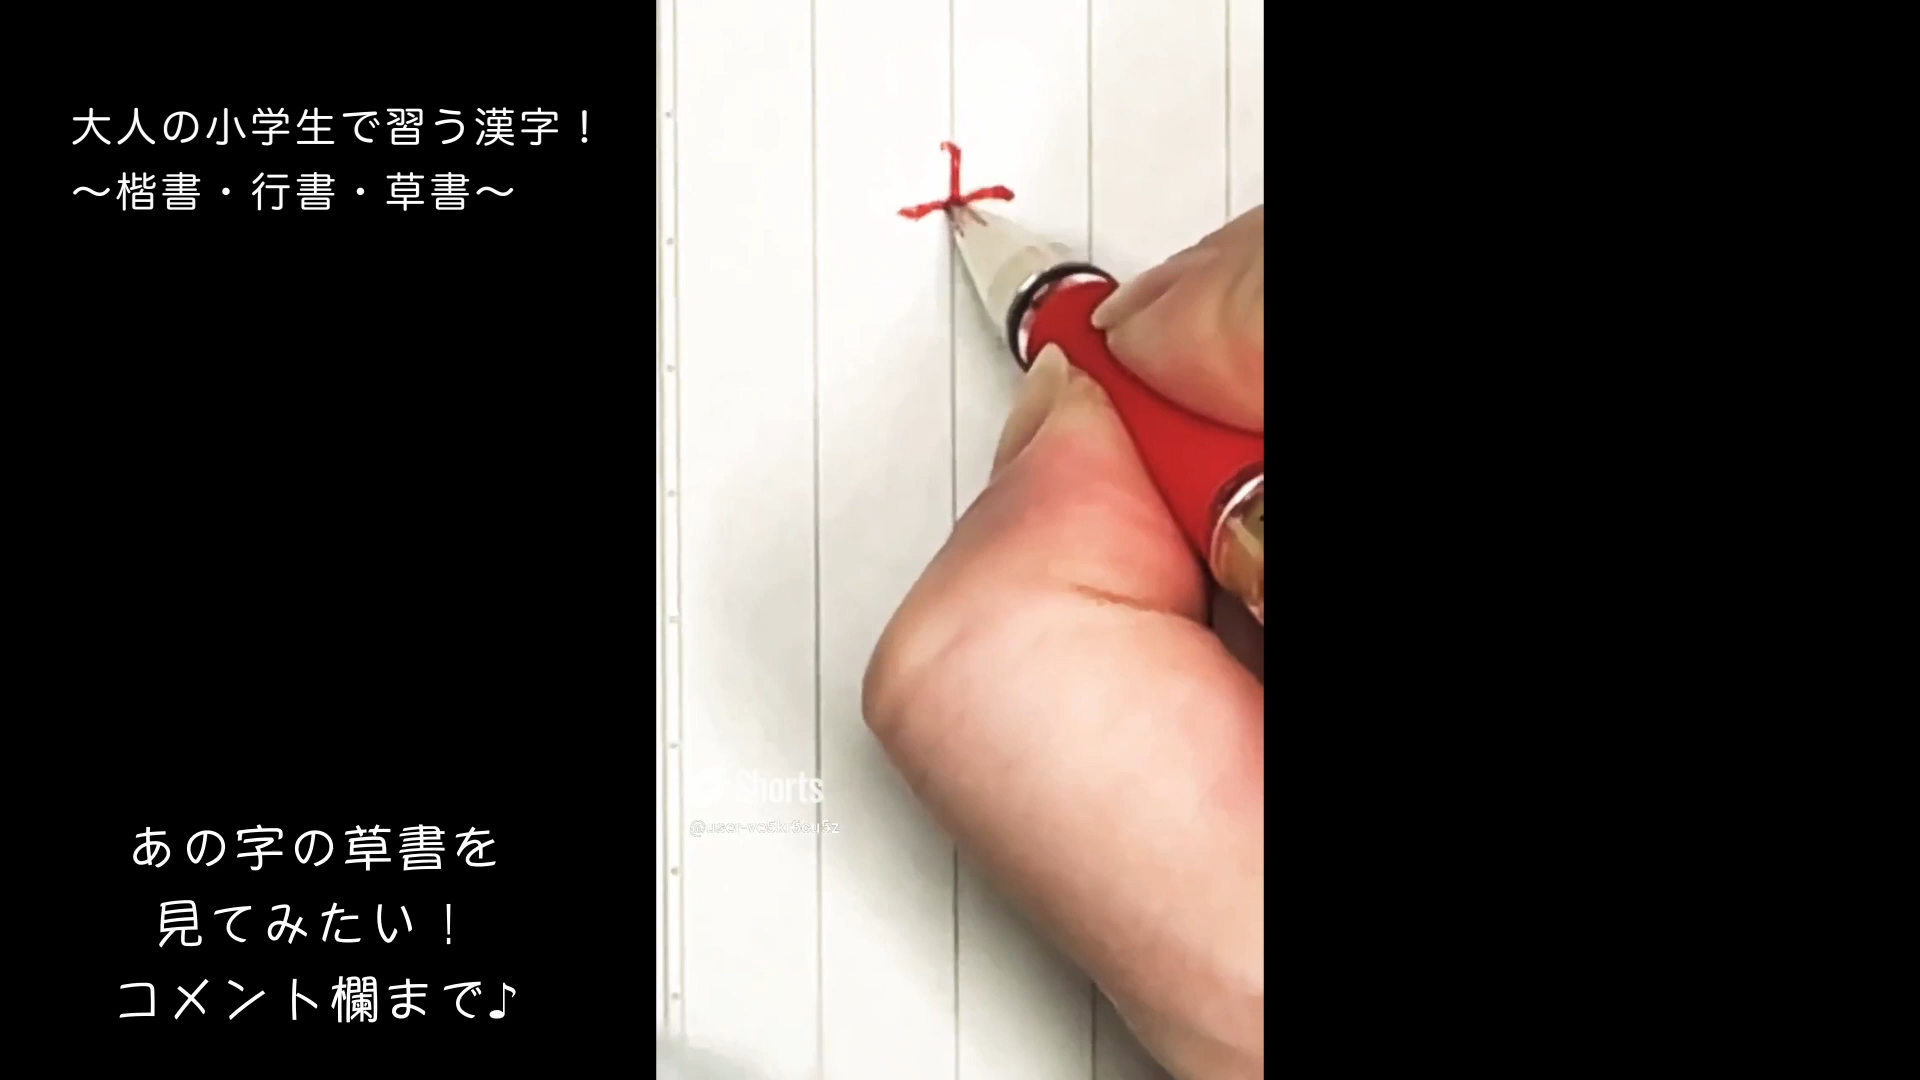 大人の小学生で習う漢字！
〜楷書・行書・草書〜
あの字の草書を
見てみたい！
コメント欄まで♪
Shorts